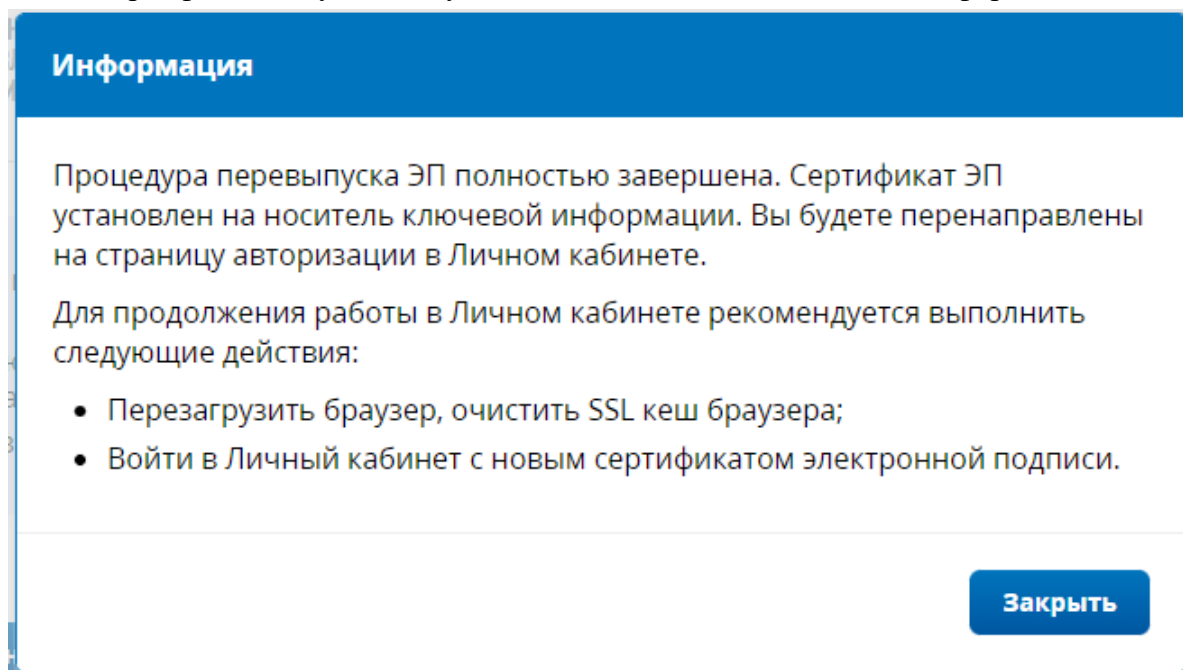 Информация
Процедура перевыпуска ЭП полностью завершена. Сертификат ЭП
установлен на носитель ключевой информации. Вы будете перенаправлены
на страницу авторизации в Личном кабинете.
Для продолжения работы в Личном кабинете рекомендуется выполнить
следующие действия:
• Перезагрузить браузер, очистить SSL кеш браузера;
• Войти в Личный кабинет с новым сертификатом электронной подписи.
Закрыть